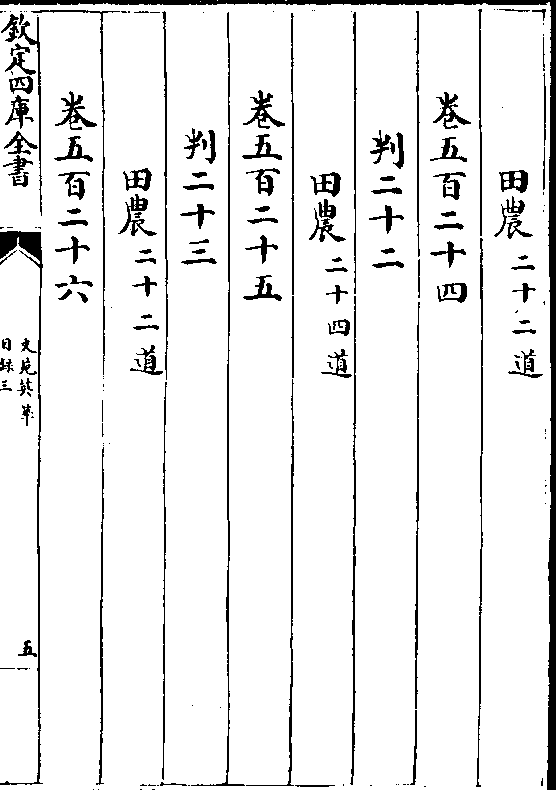 田農二十二道
卷五百二十四
判二十二
田農二十四道
卷五百二十五
判二十三
田農二十二道
卷五百二十六
欽定四庫全書
文苑英華
目録三
五